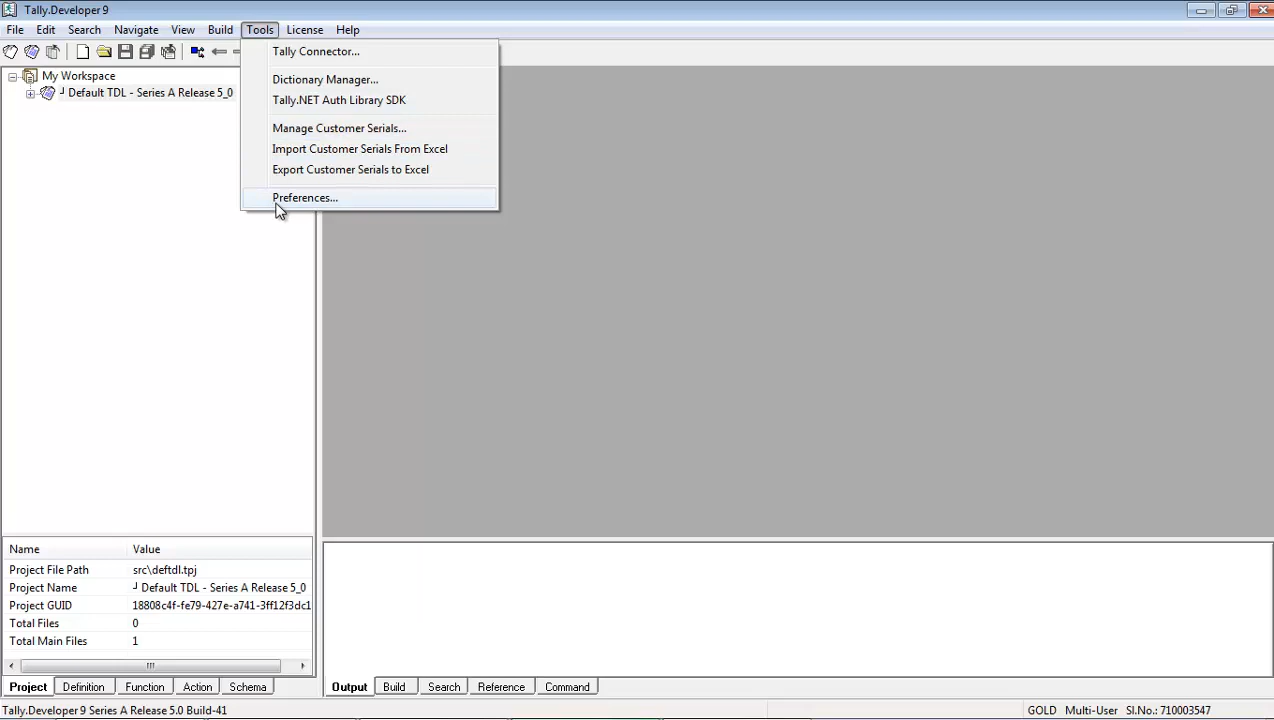 Tally.Developer 9
File Edit Search Navigate View Build Tools License Help
Tally Connector...
Dictionary Manager...
Tally.NET Auth Library SDK
Manage Customer Serials...
Import Customer Serials From Excel
Export Customer Serials to Excel
Preferences...
My Workspace
Default TDL - Series A Release 5_0
Name Value
Project File Path src\deftdl.tpj
Project Name Default TDL - Series A Release 5_0
Project GUID 18808c4f-fe79-427e-a741-3ff12f3dc1
Total Files 0
Total Main Files 1
Project Definition Function Action Schema
Output Build Search Reference Command
Tally.Developer 9 Series A Release 5.0 Build-41 GOLD Multi-User Sl.No.: 710003547